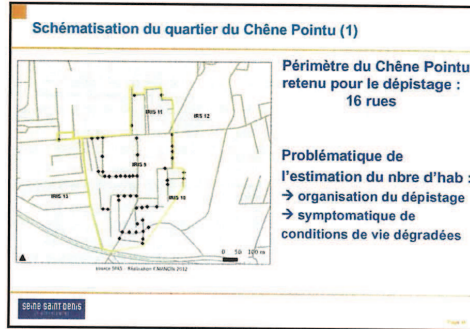 Schématisation du quartier du Chêne Pointu (1)
IRIS 11
IRIS 12
IRIS 9
IRIS 10
IRIS 13
0 50 100 m
Périmètre du Chêne Pointu
retenu pour le dépistage :
16 rues
Problématique de
l'estimation du nbre d'hab :
→ organisation du dépistage
→ symptomatique de
conditions de vie dégradées
seine saint denis